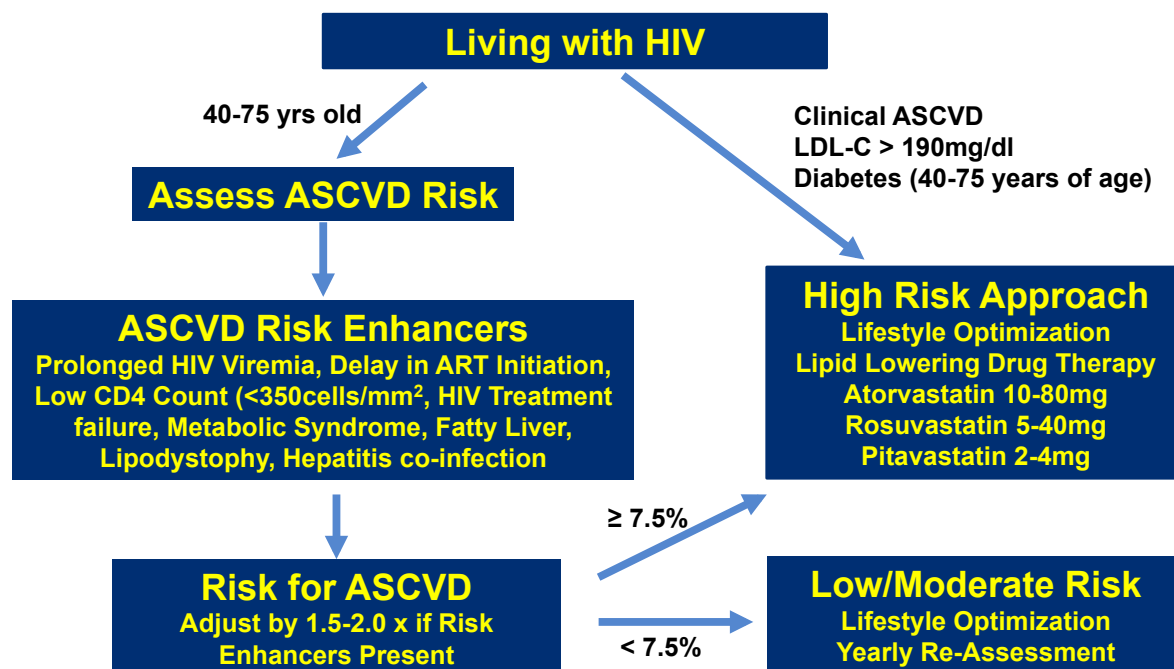 Living with HIV
40-75 yrs old
Clinical ASCVD
LDL-C > 190mg/dl
Diabetes (40-75 years of age)
Assess ASCVD Risk
ASCVD Risk Enhancers
Prolonged HIV Viremia, Delay in ART Initiation,
Low CD4 Count (<350cells/mm², HIV Treatment
failure, Metabolic Syndrome, Fatty Liver,
Lipodystophy, Hepatitis co-infection
High Risk Approach
Lifestyle Optimization
Lipid Lowering Drug Therapy
Atorvastatin 10-80mg
Rosuvastatin 5-40mg
Pitavastatin 2-4mg
≥ 7.5%
Risk for ASCVD
Adjust by 1.5-2.0 x if Risk
Enhancers Present
< 7.5%
Low/Moderate Risk
Lifestyle Optimization
Yearly Re-Assessment